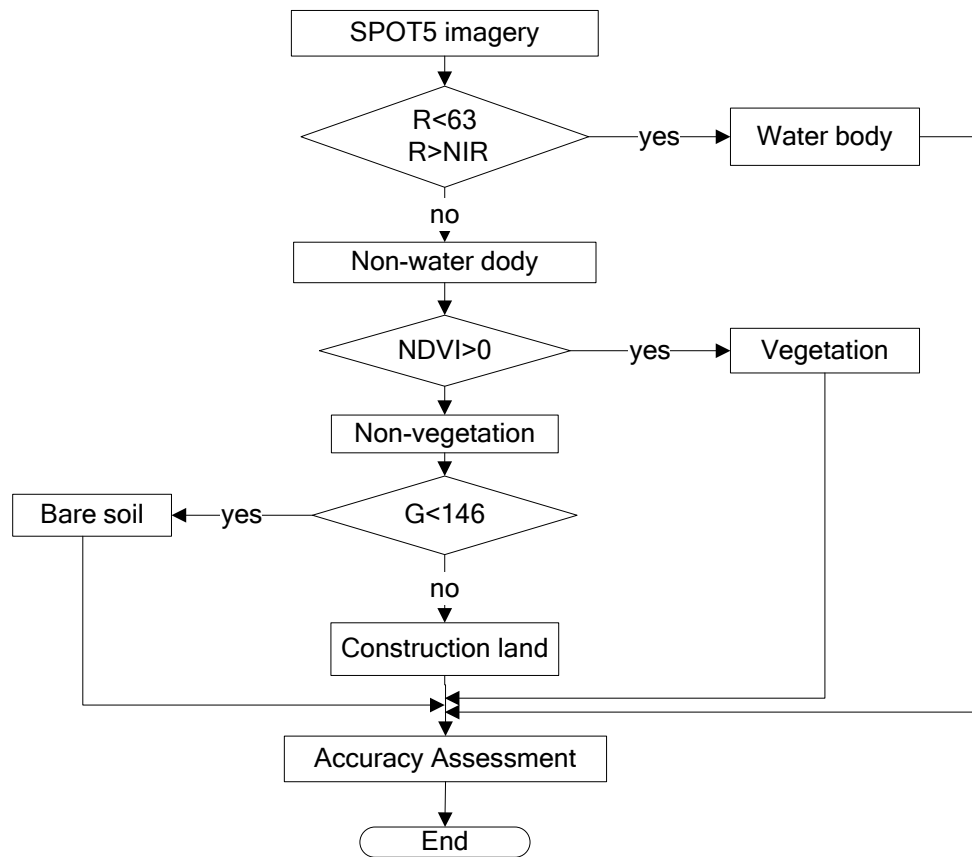 SPOT5 imagery
R<63
R>NIR
yes
Water body
no
Non-water dody
NDVI>0
yes
Vegetation
Non-vegetation
Bare soil
yes
G<146
no
Construction land
Accuracy Assessment
End